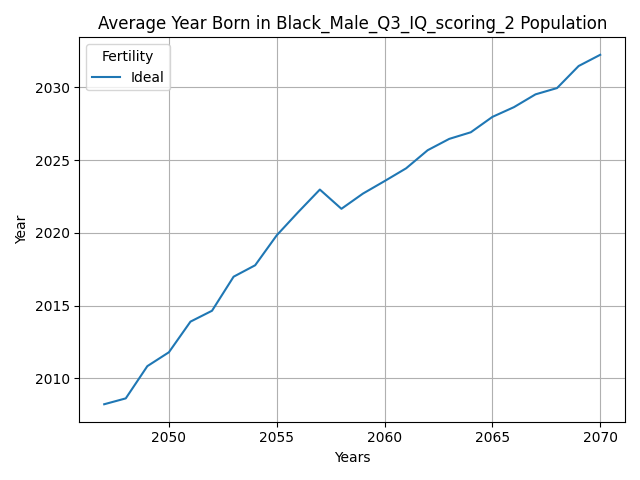 Average Year Born in Black_Male_Q3_IQ_scoring_2 Population
Fertility
Ideal
Year
2030
2025
2020
2015
2010
2050 2055 2060 2065 2070
Years